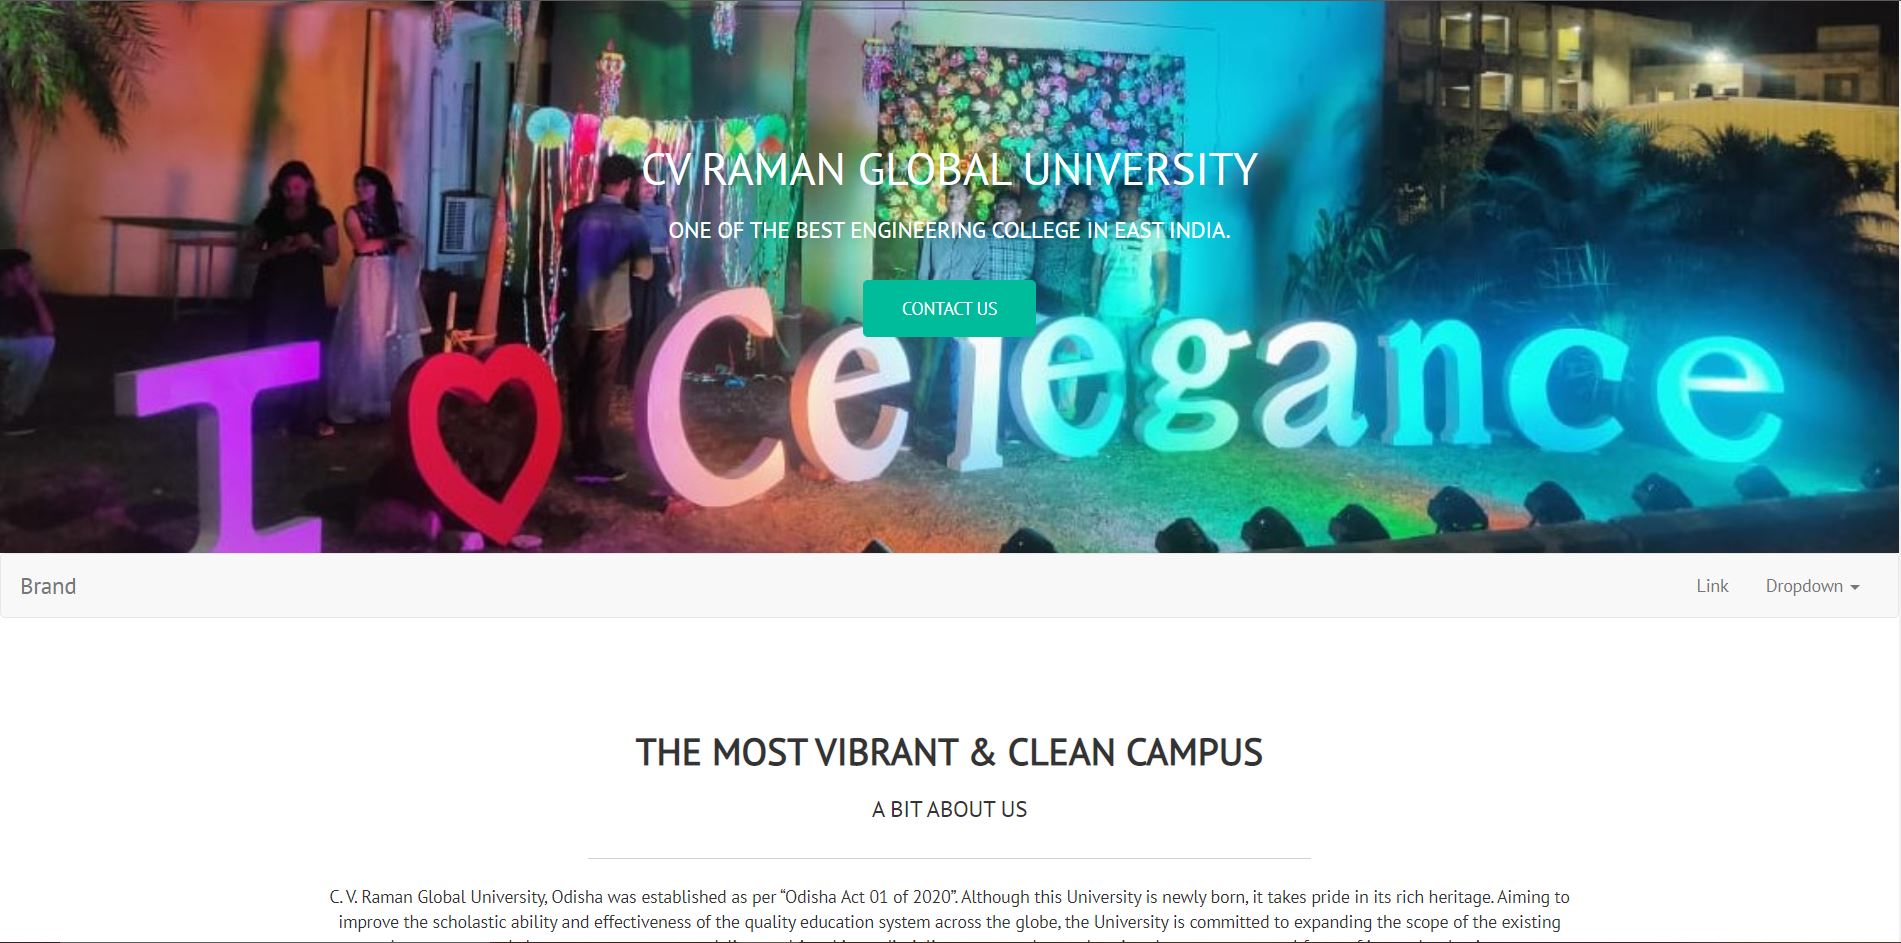 CV RAMAN GLOBAL UNIVERSITY
ONE OF THE BEST ENGINEERING COLLEGE IN EAST INDIA.
CONTACT US
I Celegance
Brand Link Dropdown
THE MOST VIBRANT & CLEAN CAMPUS
A BIT ABOUT US
C. V. Raman Global University, Odisha was established as per “Odisha Act 01 of 2020”. Although this University is newly born, it takes pride in its rich heritage. Aiming to
improve the scholastic ability and effectiveness of the quality education system across the globe, the University is committed to expanding the scope of the existing